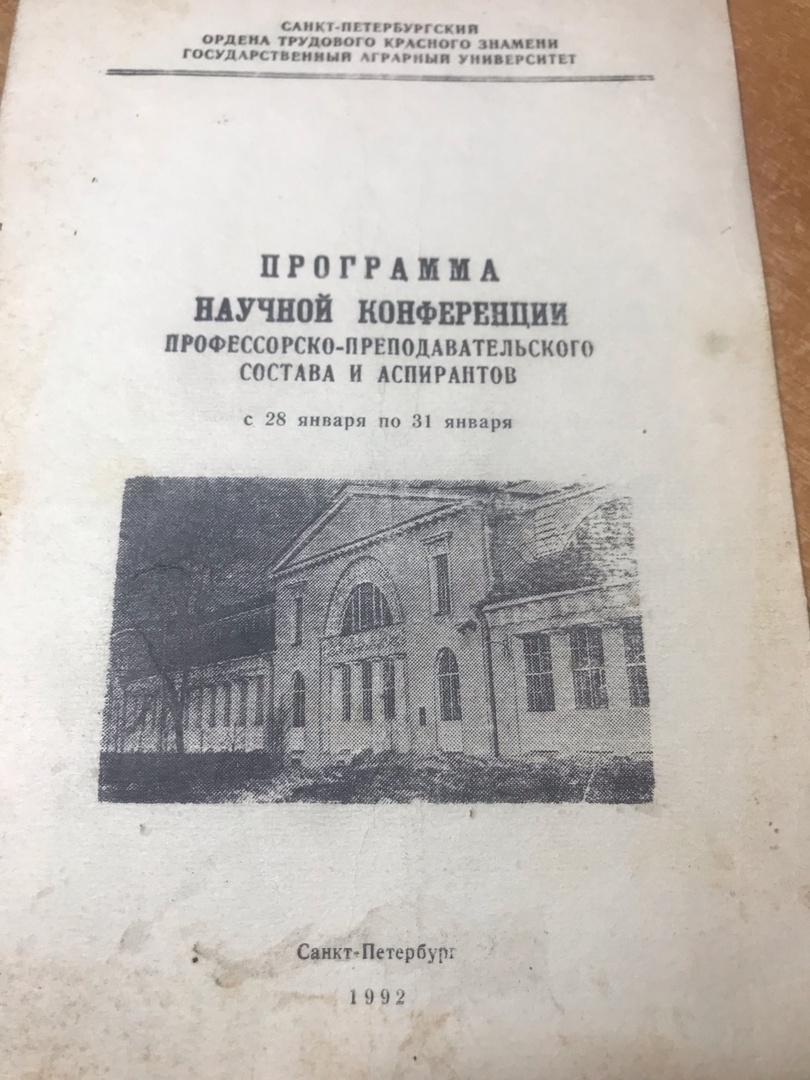 САНКТ-ПЕТЕРБУРГСКИЙ
ОРДЕНА ТРУДОВОГО КРАСНОГО ЗНАМЕНИ
ГОСУДАРСТВЕННЫЙ АГРАРНЫЙ УНИВЕРСИТЕТ
ПРОГРАММА
НАУЧНОЙ КОНФЕРЕНЦИИ
ПРОФЕССОРСКО-ПРЕПОДАВАТЕЛЬСКОГО
СОСТАВА И АСПИРАНТОВ
с 28 января по 31 января
Санкт-Петербург
1992